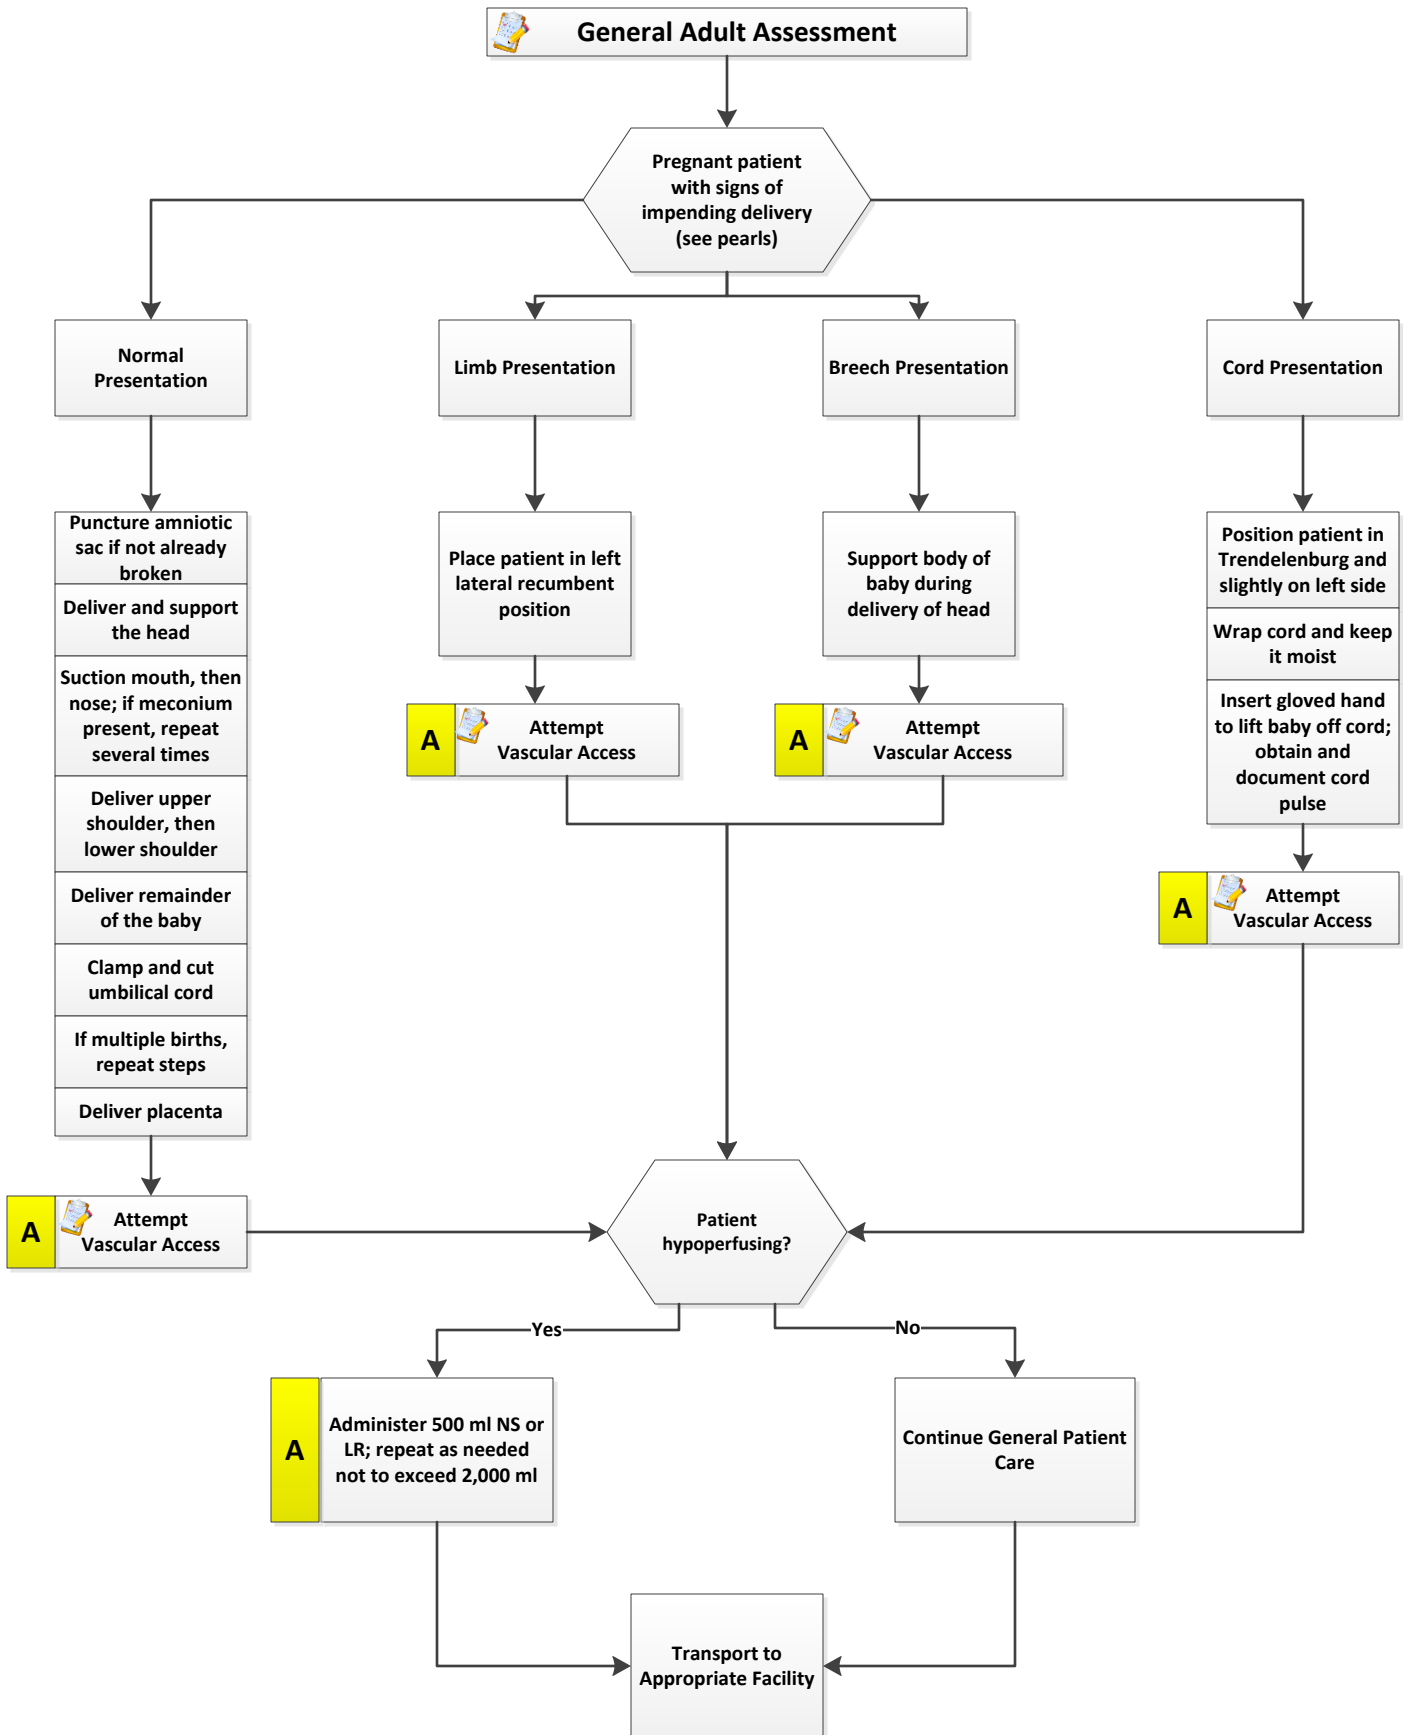 General Adult Assessment
Pregnant patient
with signs of
impending delivery
(see pearls)
Normal
Presentation
Limb Presentation
Breech Presentation
Cord Presentation
Puncture amniotic
sac if not already
broken
Deliver and support
the head
Suction mouth, then
nose; if meconium
present, repeat
several times
Deliver upper
shoulder, then
lower shoulder
Deliver remainder
of the baby
Clamp and cut
umbilical cord
If multiple births,
repeat steps
Deliver placenta
A
Attempt
Vascular Access
Place patient in left
lateral recumbent
position
A
Attempt
Vascular Access
Support body of
baby during
delivery of head
A
Attempt
Vascular Access
Position patient in
Trendelenburg and
slightly on left side
Wrap cord and keep
it moist
Insert gloved hand
to lift baby off cord;
obtain and
document cord
pulse
A
Attempt
Vascular Access
Patient
hypoperfusing?
Yes
No
A
Administer 500 ml NS or
LR; repeat as needed
not to exceed 2,000 ml
Continue General Patient
Care
Transport to
Appropriate Facility